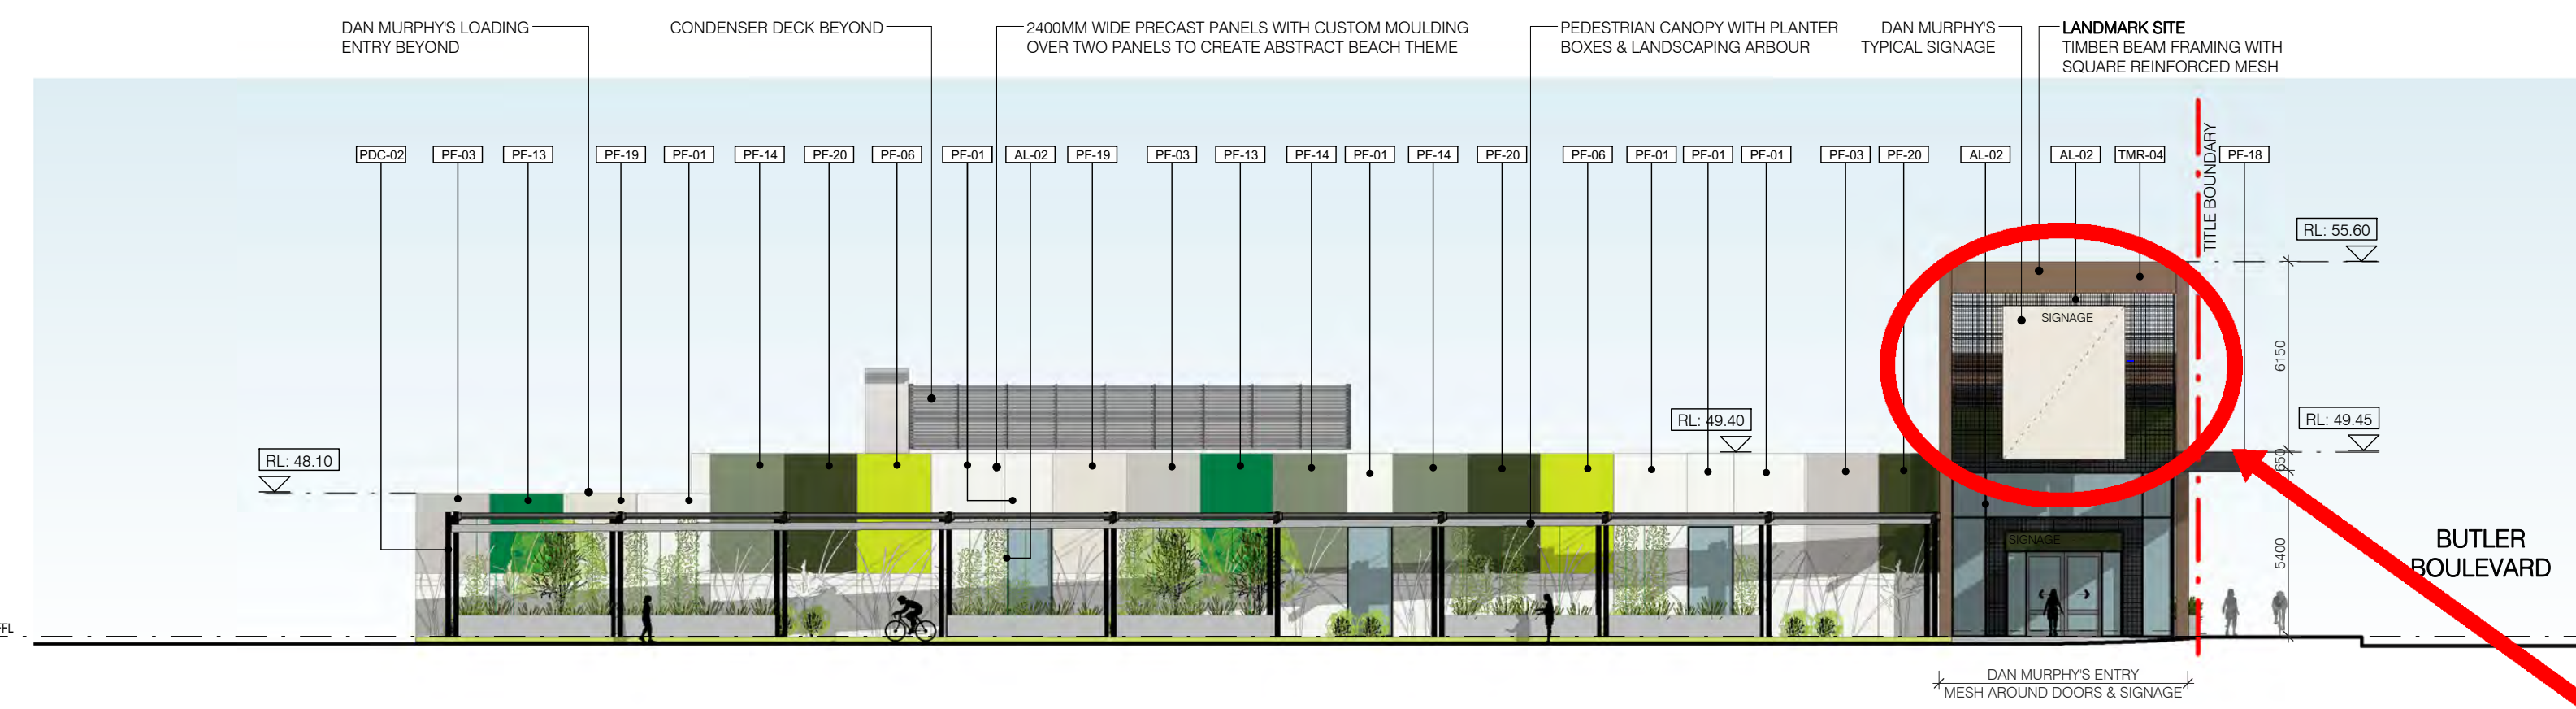 DAN MURPHY'S LOADING
ENTRY BEYOND
CONDENSER DECK BEYOND
2400MM WIDE PRECAST PANELS WITH CUSTOM MOULDING
OVER TWO PANELS TO CREATE ABSTRACT BEACH THEME
PEDESTRIAN CANOPY WITH PLANTER
BOXES & LANDSCAPING ARBOUR
DAN MURPHY'S
TYPICAL SIGNAGE
LANDMARK SITE
TIMBER BEAM FRAMING WITH
SQUARE REINFORCED MESH
PDC-02
PF-03
PF-13
PF-19
PF-01
PF-14
PF-20
PF-06
PF-01
AL-02
PF-19
PF-03
PF-13
PF-14
PF-01
PF-14
PF-20
PF-06
PF-01
PF-01
PF-01
PF-03
PF-20
AL-02
AL-02
TMR-04
TITLE BOUNDARY
PF-18
RL: 55.60
SIGNAGE
6150
RL: 49.40
RL: 49.45
RL: 48.10
650
SIGNAGE
5400
BUTLER
BOULEVARD
FFL
DAN MURPHY'S ENTRY
MESH AROUND DOORS & SIGNAGE